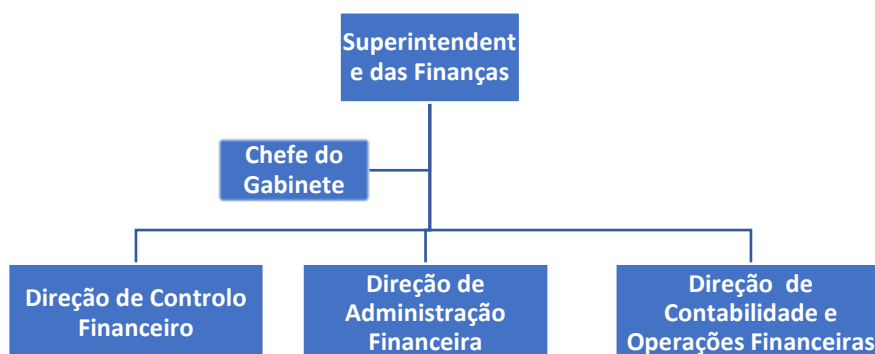 Superintendent
e das Finanças
Chefe do
Gabinete
Direção de Controlo
Financeiro
Direção de
Administração
Financeira
Direção de
Contabilidade e
Operações Financeiras